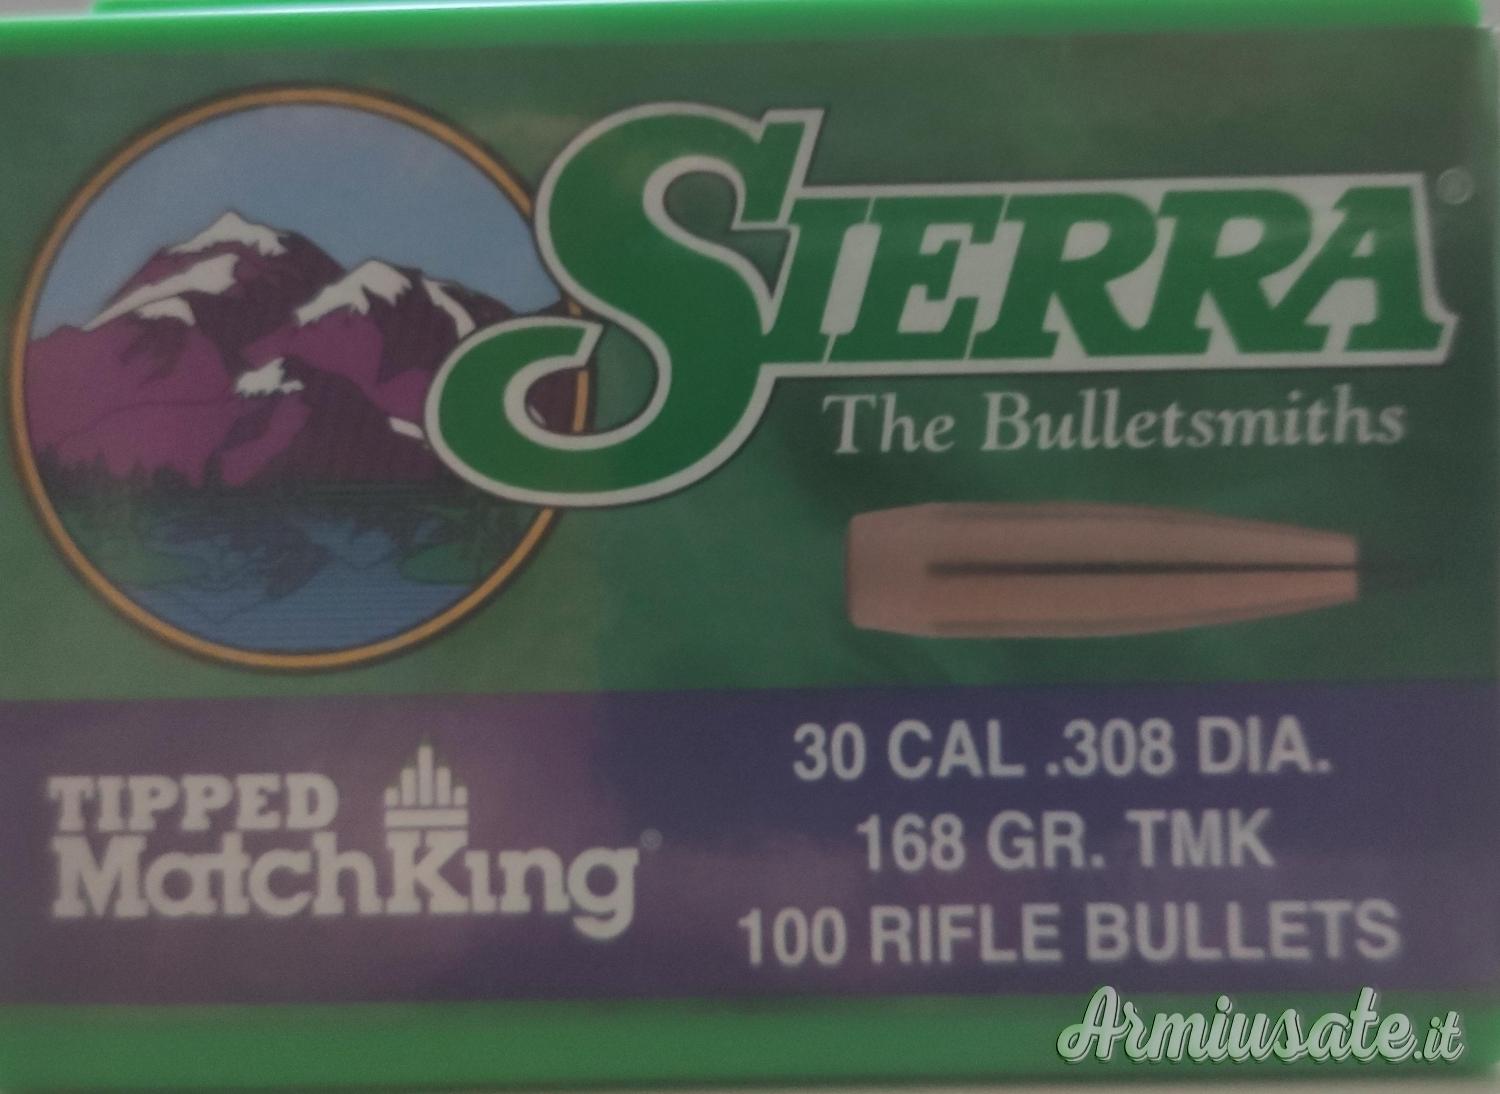 SIERRA®
The Bulletsmiths
TIPPED
MatchKing®
30 CAL .308 DIA.
168 GR. TMK
100 RIFLE BULLETS
Armiusate.it